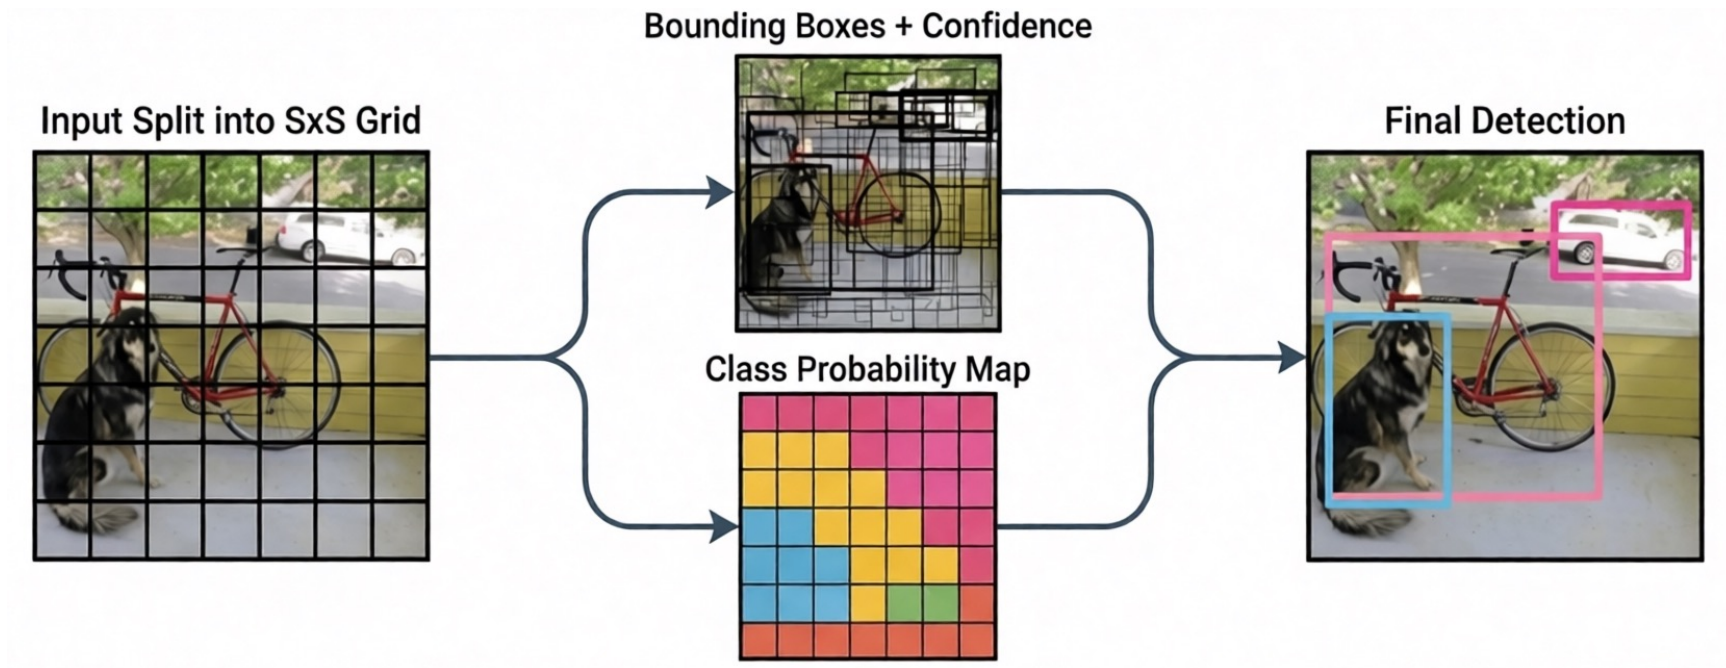 Input Split into SxS Grid
Bounding Boxes + Confidence
Class Probability Map
Final Detection